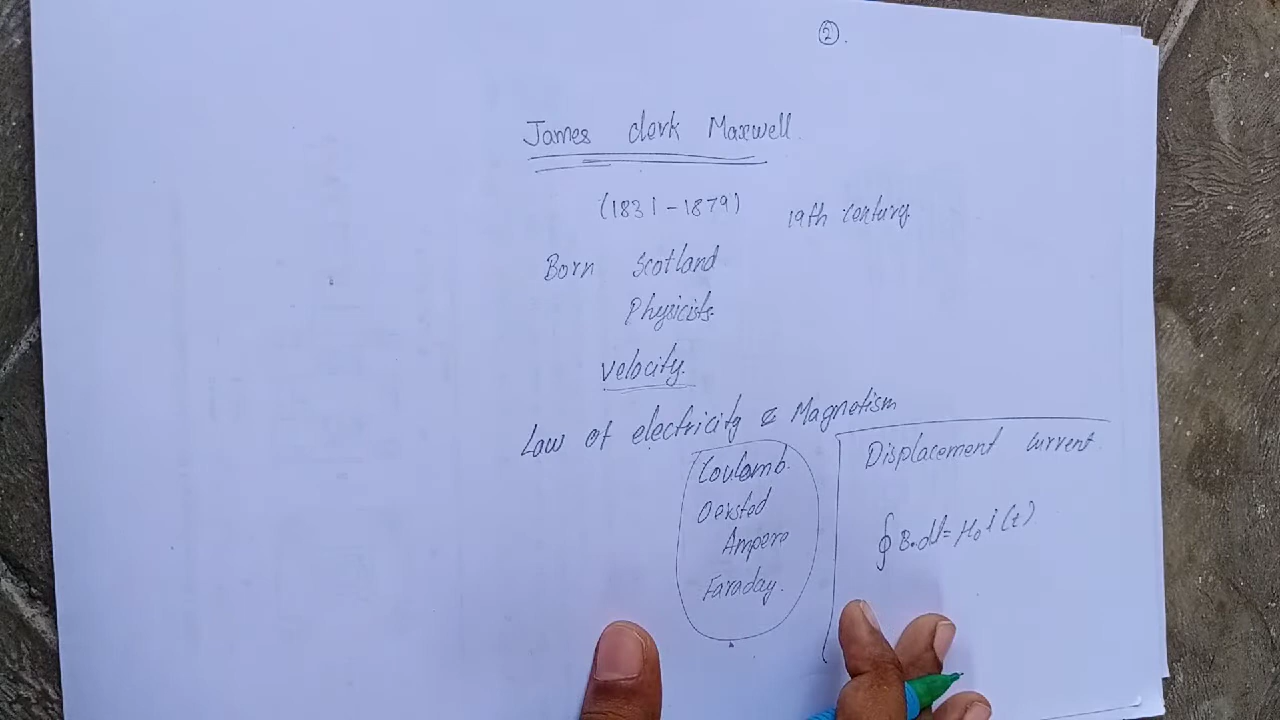 2.
James clerk Maxwell.
(1831-1879) 19th century
Born Scotland
Physicists.
Velocity.
Law of electricity & Magnetism
Coulomb.
Oersted
Ampere
Faraday.
Displacement current.
∮ B.dl = μ₀ i(t)